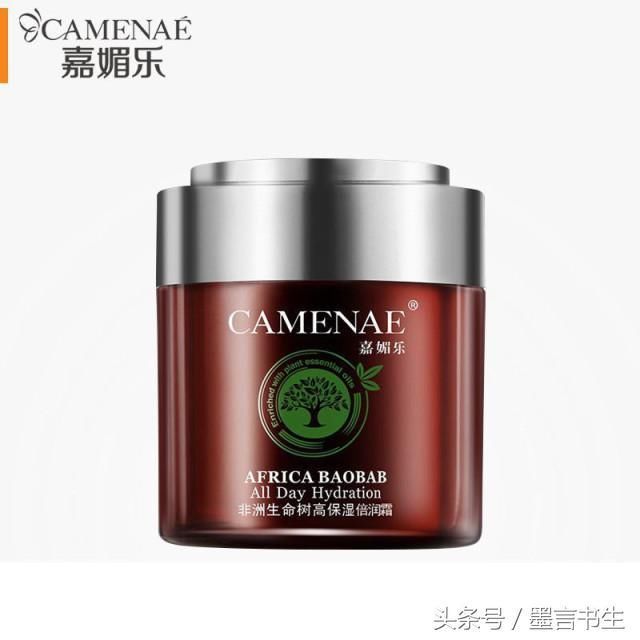 CAMENAÉ
嘉媚乐
CAMENAE®
嘉媚乐
Enriched with plant essential oils
AFRICA BAOBAB
All Day Hydration
非洲生命树高保湿倍润霜
头条号 / 墨言书生